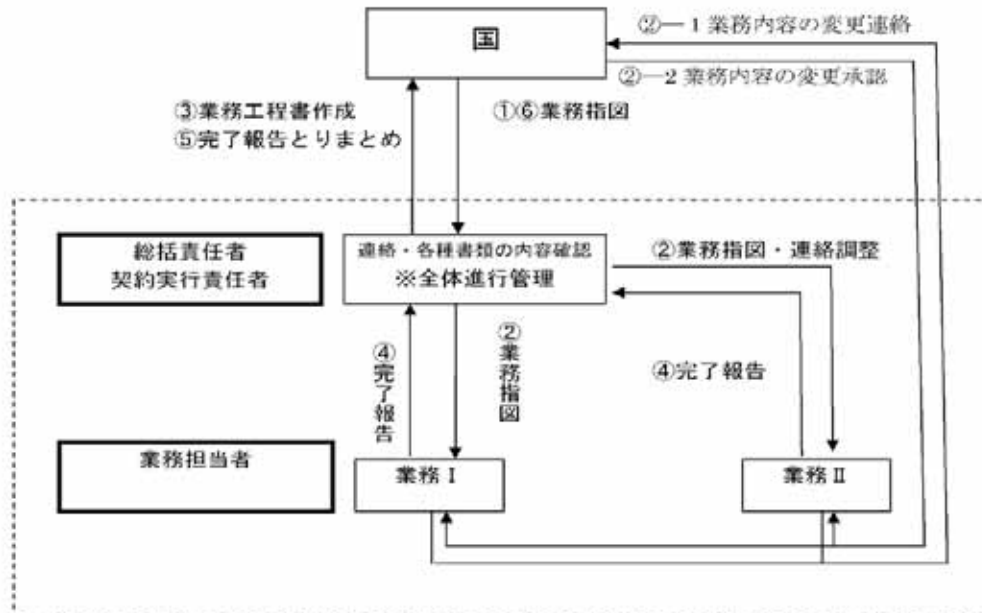 国
②―1 業務内容の変更連絡
②―2 業務内容の変更承認
③業務工程書作成
⑤完了報告とりまとめ
①⑥業務指図
総括責任者
契約実行責任者
連絡・各種書類の内容確認
※全体進行管理
②業務指図・連絡調整
④完了報告
②業務指図
④完了報告
業務担当者
業務Ⅰ
業務Ⅱ